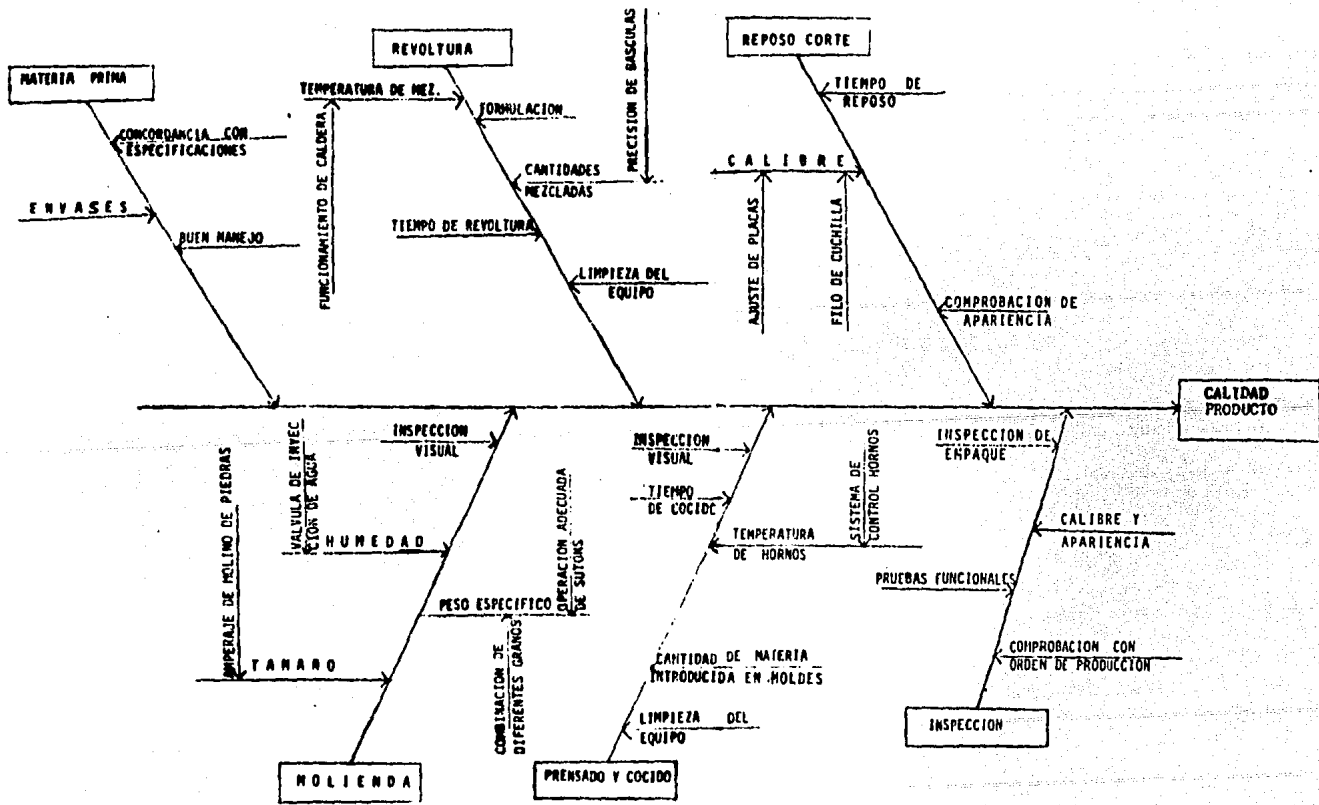 MATERIA PRIMA
CONCORDANCIA CON
ESPECIFICACIONES
ENVASES
BUEN MANEJO
REVOLTURA
TEMPERATURA DE MEZ.
FUNCIONAMIENTO DE CALDERA
FORMULACION
CANTIDADES
MEZCLADAS
PRECISION DE BASCULAS
TIEMPO DE REVOLTURA
LIMPIEZA DEL
EQUIPO
REPOSO CORTE
TIEMPO DE
REPOSO
CALIBRE
AJUSTE DE PLACAS
FILO DE CUCHILLA
COMPROBACION DE
APARIENCIA
CALIDAD
PRODUCTO
INSPECCION
VISUAL
VALVULA DE INYEC
CION DE AGUA
HUMEDAD
AMPERAJE DE MOLINO DE PIEDRAS
TAMANO
PESO ESPECIFICO
OPERACION ADECUADA
DE SUTONS
COMBINACION DE
DIFERENTES GRANOS
MOLIENDA
INSPECCION
VISUAL
TIEMPO
DE COCIDO
TEMPERATURA
DE HORNOS
SISTEMA DE
CONTROL HORNOS
CANTIDAD DE MATERIA
INTRODUCIDA EN MOLDES
LIMPIEZA DEL
EQUIPO
PRENSADO Y COCIDO
INSPECCION DE
EMPAQUE
CALIBRE Y
APARIENCIA
PRUEBAS FUNCIONALES
COMPROBACION CON
ORDEN DE PRODUCCION
INSPECCION